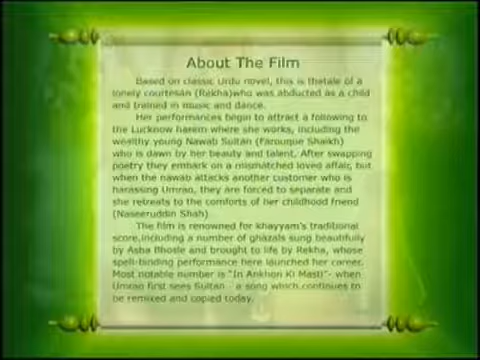 About The Film
Based on classic Urdu novel, this is thetale of a
lonely courtesan (Rekha)who was abducted as a child
and trained in music and dance.
Her performances begin to attract a following to
the Lucknow harem where she works, including the
wealthy young Nawab Sultan (Farouque Shaikh)
who is dawn by her beauty and talent. After swapping
poetry they embark on a mismatched loved affair, but
when the nawab attacks another customer who is
harassing Umrao, they are forced to separate and
she retreats to the comforts of her childhood friend
(Naseeruddin Shah).
The film is renowned for khayyam's traditional
score,including a number of ghazals sung beautifully
by Asha Bhosle and brought to life by Rekha, whose
spell-binding performance here launched her career.
Most notable number is "In Ankhon Ki Masti"- when
Umrao first sees Sultan - a song which continues to
be remixed and copied today.